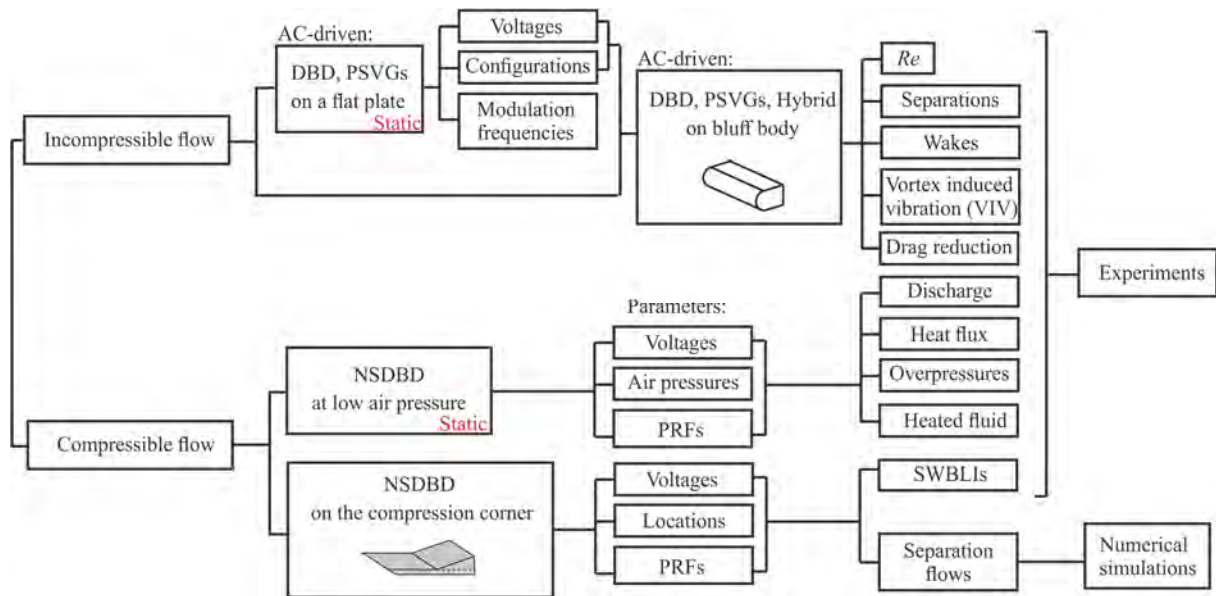 AC-driven:
DBD, PSVGs
on a flat plate
Static
Voltages
Configurations
Modulation
frequencies
AC-driven:
DBD, PSVGs, Hybrid
on bluff body
Re
Separations
Wakes
Vortex induced
vibration (VIV)
Drag reduction
Incompressible flow
Experiments
Compressible flow
NSDBD
at low air pressure
Static
Parameters:
Voltages
Air pressures
PRFs
Discharge
Heat flux
Overpressures
Heated fluid
NSDBD
on the compression corner
Voltages
Locations
PRFs
SWBLIs
Separation
flows
Numerical
simulations